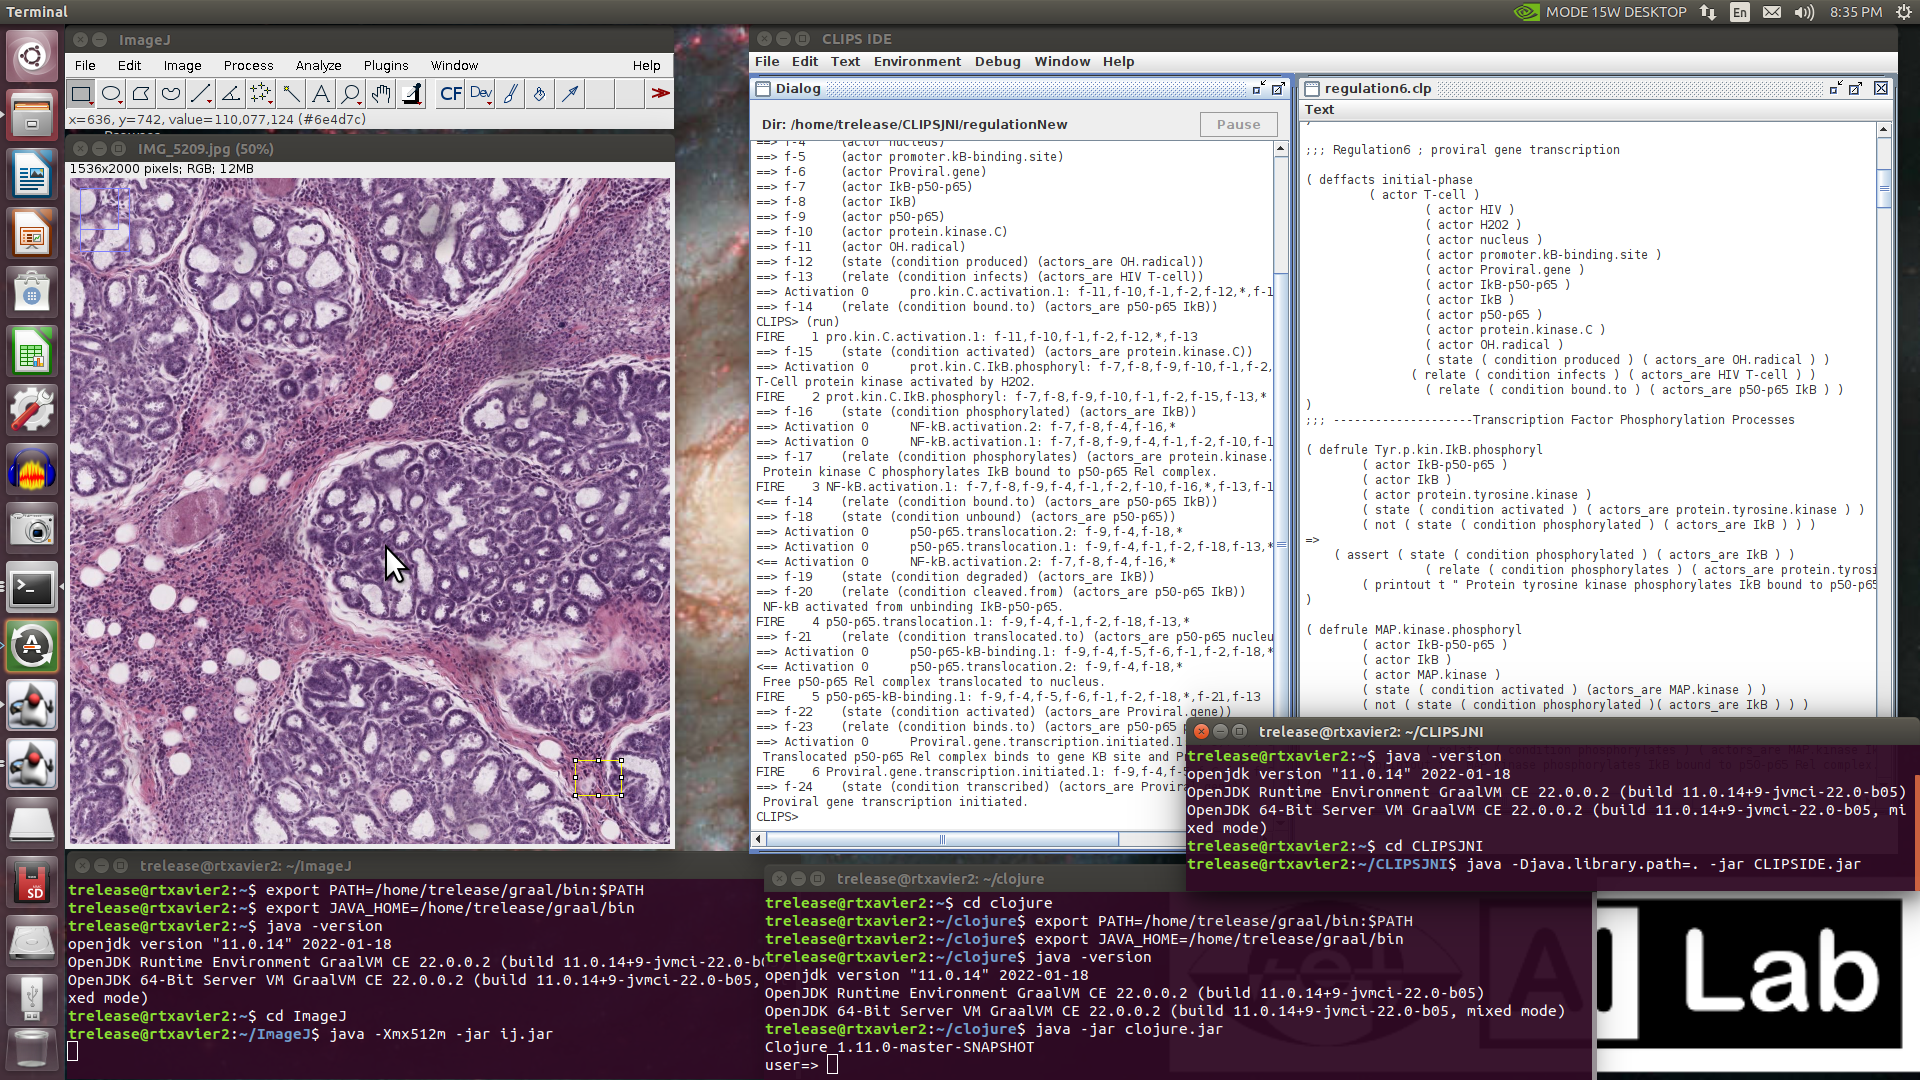 Terminal
MODE 15W DESKTOP
En
8:35 PM
ImageJ
File Edit Image Process Analyze Plugins Window Help
CF Dev
x=636, y=742, value=110,077,124 (#6e4d7c)
IMG_5209.jpg (50%)
1536x2000 pixels; RGB; 12MB
CLIPS IDE
File Edit Text Environment Debug Window Help
Dialog
Dir: /home/trelease/CLIPSJNI/regulationNew
Pause
==> f-4 (actor nucleus)
==> f-5 (actor promoter.kB-binding.site)
==> f-6 (actor Proviral.gene)
==> f-7 (actor IkB-p50-p65)
==> f-8 (actor IkB)
==> f-9 (actor p50-p65)
==> f-10 (actor protein.kinase.C)
==> f-11 (actor OH.radical)
==> f-12 (state (condition produced) (actors_are OH.radical))
==> f-13 (relate (condition infects) (actors_are HIV T-cell))
==> Activation 0 pro.kin.C.activation.1: f-11,f-10,f-1,f-2,f-12,*,f-1
==> f-14 (relate (condition bound.to) (actors_are p50-p65 IkB))
CLIPS> (run)
FIRE 1 pro.kin.C.activation.1: f-11,f-10,f-1,f-2,f-12,*,f-13
==> f-15 (state (condition activated) (actors_are protein.kinase.C))
==> Activation 0 prot.kin.C.IkB.phosphoryl: f-7,f-8,f-9,f-10,f-1,f-2,
T-Cell protein kinase activated by H2O2.
FIRE 2 prot.kin.C.IkB.phosphoryl: f-7,f-8,f-9,f-10,f-1,f-2,f-15,f-13,*
==> f-16 (state (condition phosphorylated) (actors_are IkB))
==> Activation 0 NF-kB.activation.2: f-7,f-8,f-4,f-16,*
==> Activation 0 NF-kB.activation.1: f-7,f-8,f-9,f-4,f-1,f-2,f-10,f-1
==> f-17 (relate (condition phosphorylates) (actors_are protein.kinase.
Protein kinase C phosphorylates IkB bound to p50-p65 Rel complex.
FIRE 3 NF-kB.activation.1: f-7,f-8,f-9,f-4,f-1,f-2,f-10,f-16,*,f-13,f-1
<== f-14 (relate (condition bound.to) (actors_are p50-p65 IkB))
==> f-18 (state (condition unbound) (actors_are p50-p65))
==> Activation 0 p50-p65.translocation.2: f-9,f-4,f-18,*
==> Activation 0 p50-p65.translocation.1: f-9,f-4,f-1,f-2,f-18,f-13,*
<== Activation 0 NF-kB.activation.2: f-7,f-8,f-4,f-16,*
==> f-19 (state (condition degraded) (actors_are IkB))
==> f-20 (relate (condition cleaved.from) (actors_are p50-p65 IkB))
NF-kB activated from unbinding IkB-p50-p65.
FIRE 4 p50-p65.translocation.1: f-9,f-4,f-1,f-2,f-18,f-13,*
==> f-21 (relate (condition translocated.to) (actors_are p50-p65 nucleu
==> Activation 0 p50-p65-kB-binding.1: f-9,f-4,f-5,f-6,f-1,f-2,f-18,*
<== Activation 0 p50-p65.translocation.2: f-9,f-4,f-18,*
Free p50-p65 Rel complex translocated to nucleus.
FIRE 5 p50-p65-kB-binding.1: f-9,f-4,f-5,f-6,f-1,f-2,f-18,*,f-21,f-13
==> f-22 (state (condition activated) (actors_are Proviral.gene))
==> f-23 (relate (condition binds.to) (actors_are p50-p65 p
==> Activation 0 Proviral.gene.transcription.initiated.1
Translocated p50-p65 Rel complex binds to gene KB site and P
FIRE 6 Proviral.gene.transcription.initiated.1: f-9,f-4,f-5
==> f-24 (state (condition transcribed) (actors_are Provira
Proviral gene transcription initiated.
CLIPS>
regulation6.clp
Text
)
;;; Regulation6 ; proviral gene transcription
( deffacts initial-phase
( actor T-cell )
( actor HIV )
( actor H2O2 )
( actor nucleus )
( actor promoter.kB-binding.site )
( actor Proviral.gene )
( actor IkB-p50-p65 )
( actor IkB )
( actor p50-p65 )
( actor protein.kinase.C )
( actor OH.radical )
( state ( condition produced ) ( actors_are OH.radical ) )
( relate ( condition infects ) ( actors_are HIV T-cell ) )
( relate ( condition bound.to ) ( actors_are p50-p65 IkB ) )
)
;;; --------------------Transcription Factor Phosphorylation Processes
( defrule Tyr.p.kin.IkB.phosphoryl
( actor IkB-p50-p65 )
( actor IkB )
( actor protein.tyrosine.kinase )
( state ( condition activated ) ( actors_are protein.tyrosine.kinase ) )
( not ( state ( condition phosphorylated ) ( actors_are IkB ) ) )
=>
( assert ( state ( condition phosphorylated ) ( actors_are IkB ) )
( relate ( condition phosphorylates ) ( actors_are protein.tyrosi
( printout t " Protein tyrosine kinase phosphorylates IkB bound to p50-p65
)
( defrule MAP.kinase.phosphoryl
( actor IkB-p50-p65 )
( actor IkB )
( actor MAP.kinase )
( state ( condition activated ) (actors_are MAP.kinase ) )
( not ( state ( condition phosphorylated )( actors_are IkB ) ) )
trelease@rtxavier2: ~/CLIPSJNI
trelease@rtxavier2:~$ java -version
openjdk version "11.0.14" 2022-01-18
OpenJDK Runtime Environment GraalVM CE 22.0.0.2 (build 11.0.14+9-jvmci-22.0-b05)
OpenJDK 64-Bit Server VM GraalVM CE 22.0.0.2 (build 11.0.14+9-jvmci-22.0-b05, mi
xed mode)
trelease@rtxavier2:~$ cd CLIPSJNI
trelease@rtxavier2:~/CLIPSJNI$ java -Djava.library.path=. -jar CLIPSIDE.jar
trelease@rtxavier2: ~/ImageJ
trelease@rtxavier2:~$ export PATH=/home/trelease/graal/bin:$PATH
trelease@rtxavier2:~$ export JAVA_HOME=/home/trelease/graal/bin
trelease@rtxavier2:~$ java -version
openjdk version "11.0.14" 2022-01-18
OpenJDK Runtime Environment GraalVM CE 22.0.0.2 (build 11.0.14+9-jvmci-22.0-b
OpenJDK 64-Bit Server VM GraalVM CE 22.0.0.2 (build 11.0.14+9-jvmci-22.0-b05,
xed mode)
trelease@rtxavier2:~$ cd ImageJ
trelease@rtxavier2:~/ImageJ$ java -Xmx512m -jar ij.jar
trelease@rtxavier2: ~/clojure
trelease@rtxavier2:~$ cd clojure
trelease@rtxavier2:~/clojure$ export PATH=/home/trelease/graal/bin:$PATH
trelease@rtxavier2:~/clojure$ export JAVA_HOME=/home/trelease/graal/bin
trelease@rtxavier2:~/clojure$ java -version
openjdk version "11.0.14" 2022-01-18
OpenJDK Runtime Environment GraalVM CE 22.0.0.2 (build 11.0.14+9-jvmci-22.0-b05)
OpenJDK 64-Bit Server VM GraalVM CE 22.0.0.2 (build 11.0.14+9-jvmci-22.0-b05, mixed mode)
trelease@rtxavier2:~/clojure$ java -jar clojure.jar
Clojure 1.11.0-master-SNAPSHOT
user=>
AI Lab
SD